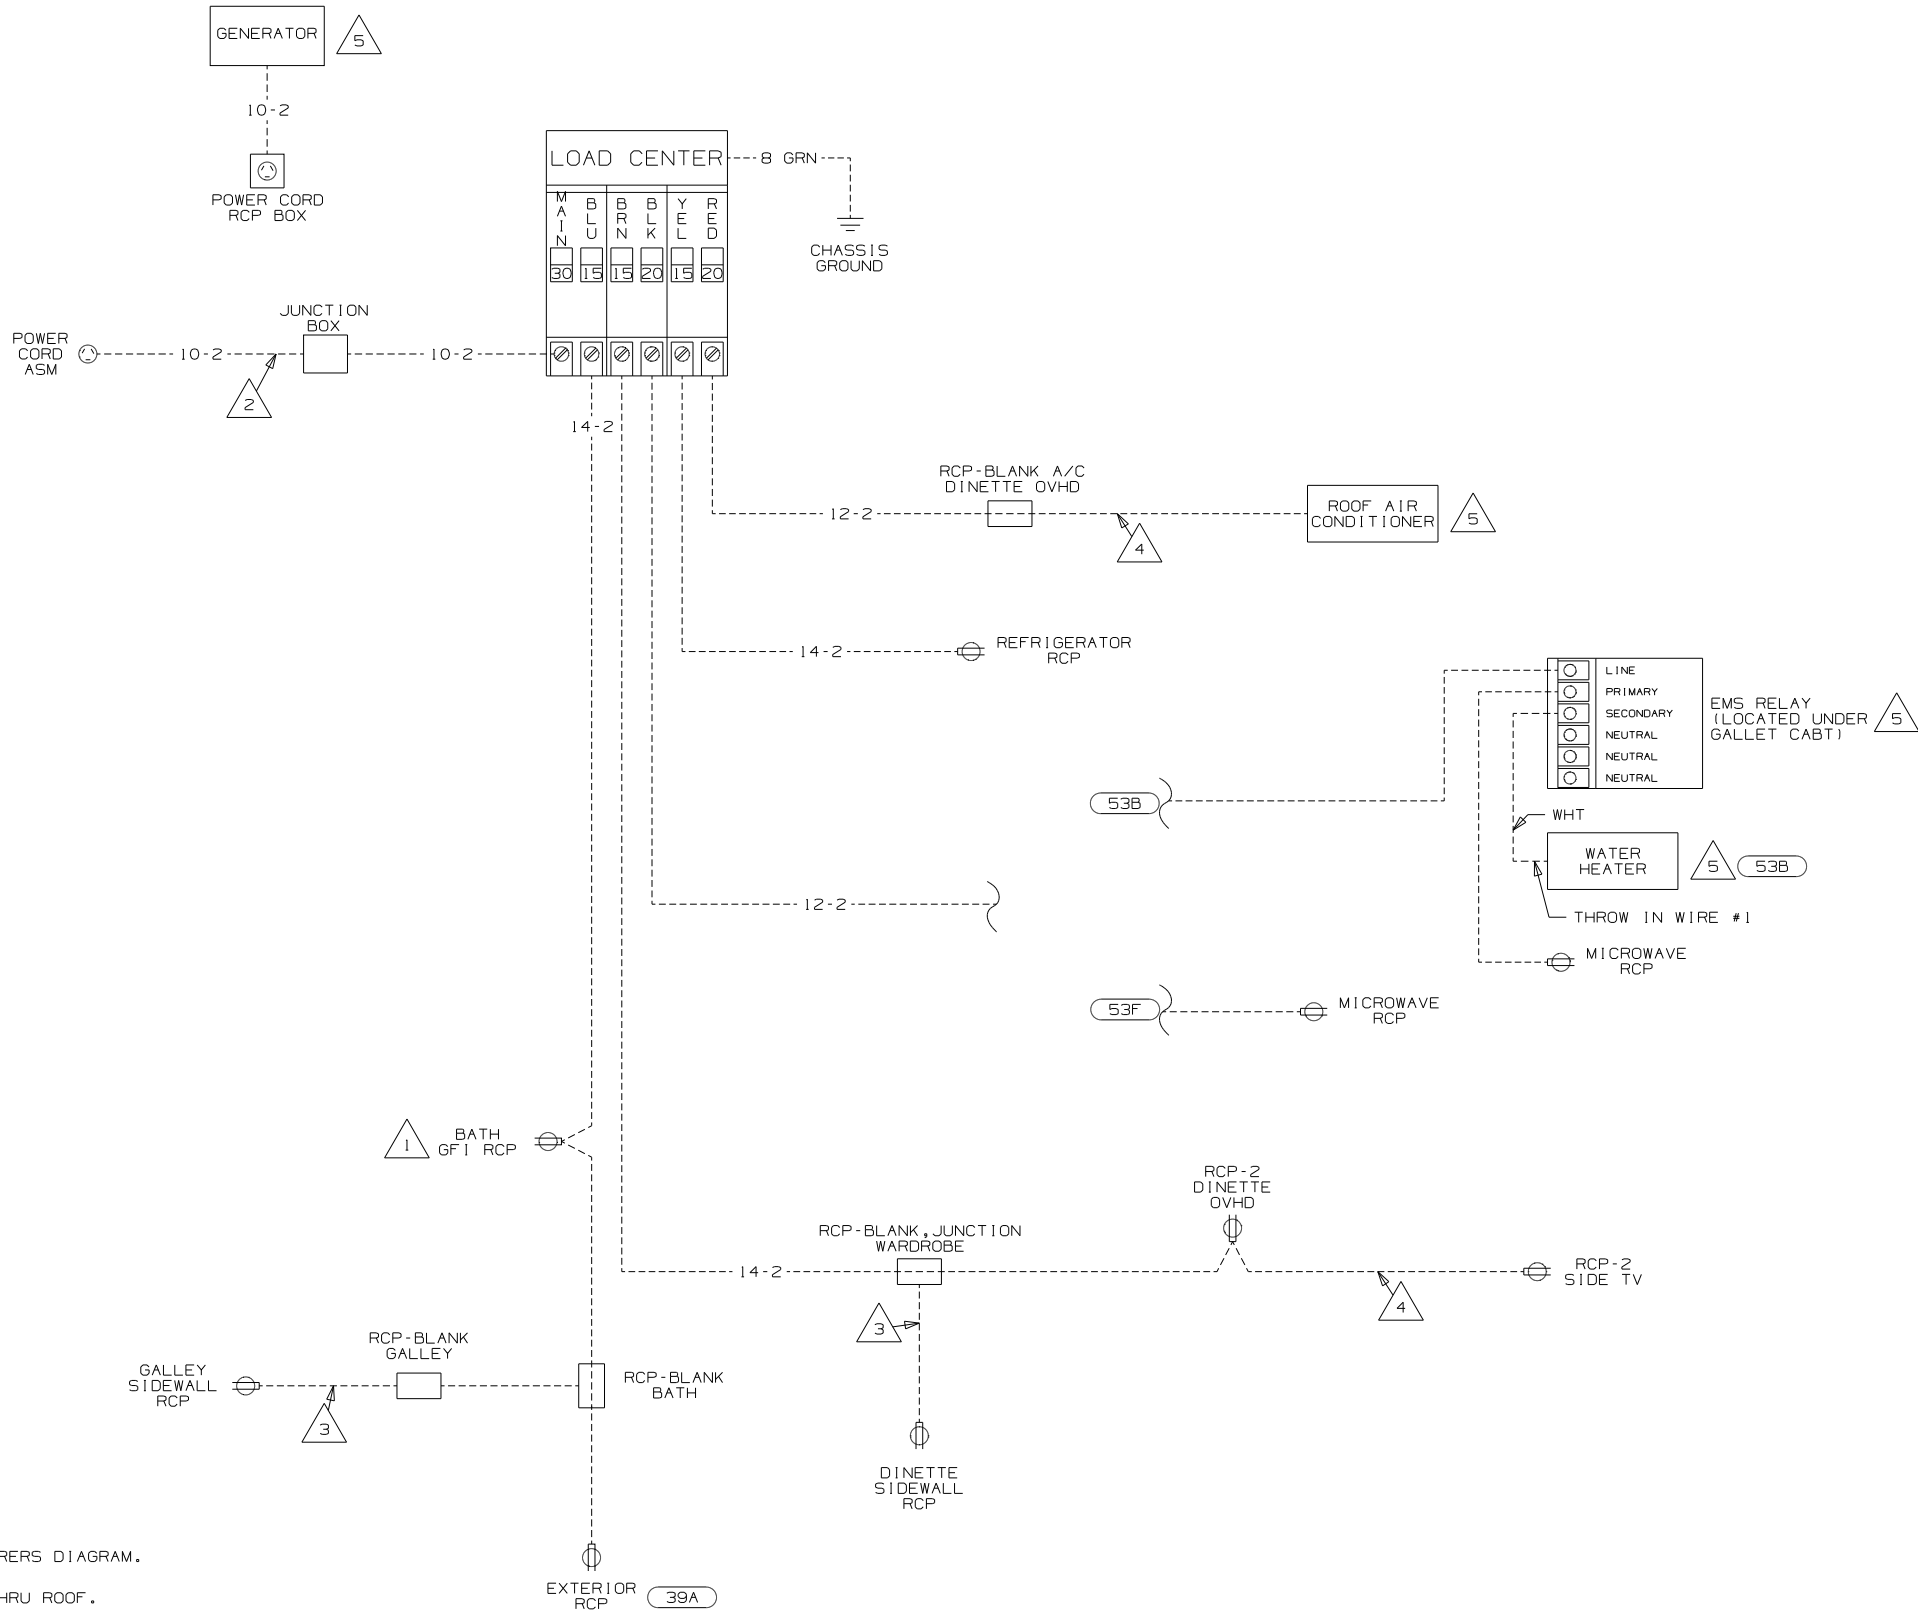 GENERATOR
5
10-2
POWER CORD
RCP BOX
LOAD CENTER
8 GRN
CHASSIS
GROUND
MAIN
BLU
BRN
BLK
YEL
RED
30
15
15
20
15
20
JUNCTION
BOX
POWER
CORD
ASM
10-2
10-2
2
14-2
RCP-BLANK A/C
DINETTE OVHD
12-2
4
ROOF AIR
CONDITIONER
5
14-2
REFRIGERATOR
RCP
LINE
PRIMARY
SECONDARY
NEUTRAL
NEUTRAL
NEUTRAL
EMS RELAY
(LOCATED UNDER
GALLET CABT)
5
53B
WHT
WATER
HEATER
5
53B
THROW IN WIRE #1
12-2
MICROWAVE
RCP
53F
MICROWAVE
RCP
1
BATH
GFI RCP
RCP-2
DINETTE
OVHD
RCP-BLANK,JUNCTION
WARDROBE
14-2
RCP-2
SIDE TV
4
3
RCP-BLANK
GALLEY
GALLEY
SIDEWALL
RCP
3
RCP-BLANK
BATH
DINETTE
SIDEWALL
RCP
RERS DIAGRAM.
HRU ROOF.
EXTERIOR
RCP
39A